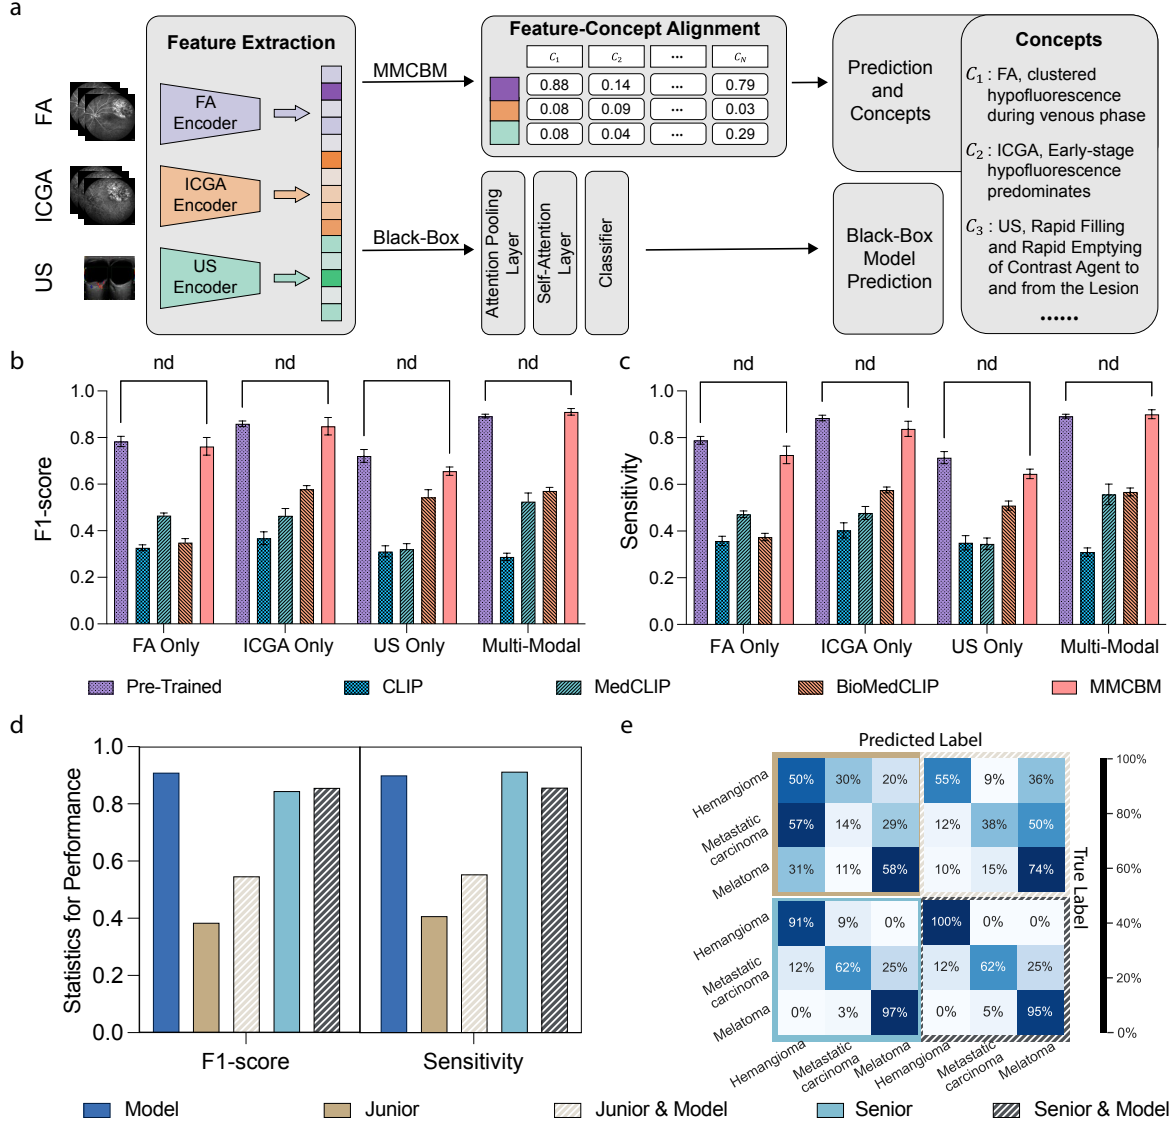 a
Feature Extraction
FA
ICGA
US
FA
Encoder
ICGA
Encoder
US
Encoder
MMCBM
Black-Box
Feature-Concept Alignment
C1 C2 ... CN
0.88 0.14 ... 0.79
0.08 0.09 ... 0.03
0.08 0.04 ... 0.29
Attention Pooling
Layer
Self-Attention
Layer
Classifier
Prediction
and
Concepts
Black-Box
Model
Prediction
Concepts
C1 : FA, clustered
hypofluorescence
during venous phase
C2 : ICGA, Early-stage
hypofluorescence
predominates
C3 : US, Rapid Filling
and Rapid Emptying
of Contrast Agent to
and from the Lesion
......
b
nd nd nd nd
F1-score
1.0
0.8
0.6
0.4
0.2
0.0
FA Only ICGA Only US Only Multi-Modal
c
nd nd nd nd
Sensitivity
1.0
0.8
0.6
0.4
0.2
0.0
FA Only ICGA Only US Only Multi-Modal
Pre-Trained CLIP MedCLIP BioMedCLIP MMCBM
d
Statistics for Performance
1.0
0.8
0.6
0.4
0.2
0.0
F1-score Sensitivity
e
Predicted Label
Hemangioma 50% 30% 20% 55% 9% 36%
Metastatic
carcinoma 57% 14% 29% 12% 38% 50%
Melatoma 31% 11% 58% 10% 15% 74%
Hemangioma 91% 9% 0% 100% 0% 0%
Metastatic
carcinoma 12% 62% 25% 12% 62% 25%
Melatoma 0% 3% 97% 0% 5% 95%
Hemangioma
Metastatic
carcinoma
Melatoma
Hemangioma
Metastatic
carcinoma
Melatoma
True Label
100%
80%
60%
40%
20%
0%
Model Junior Junior & Model Senior Senior & Model